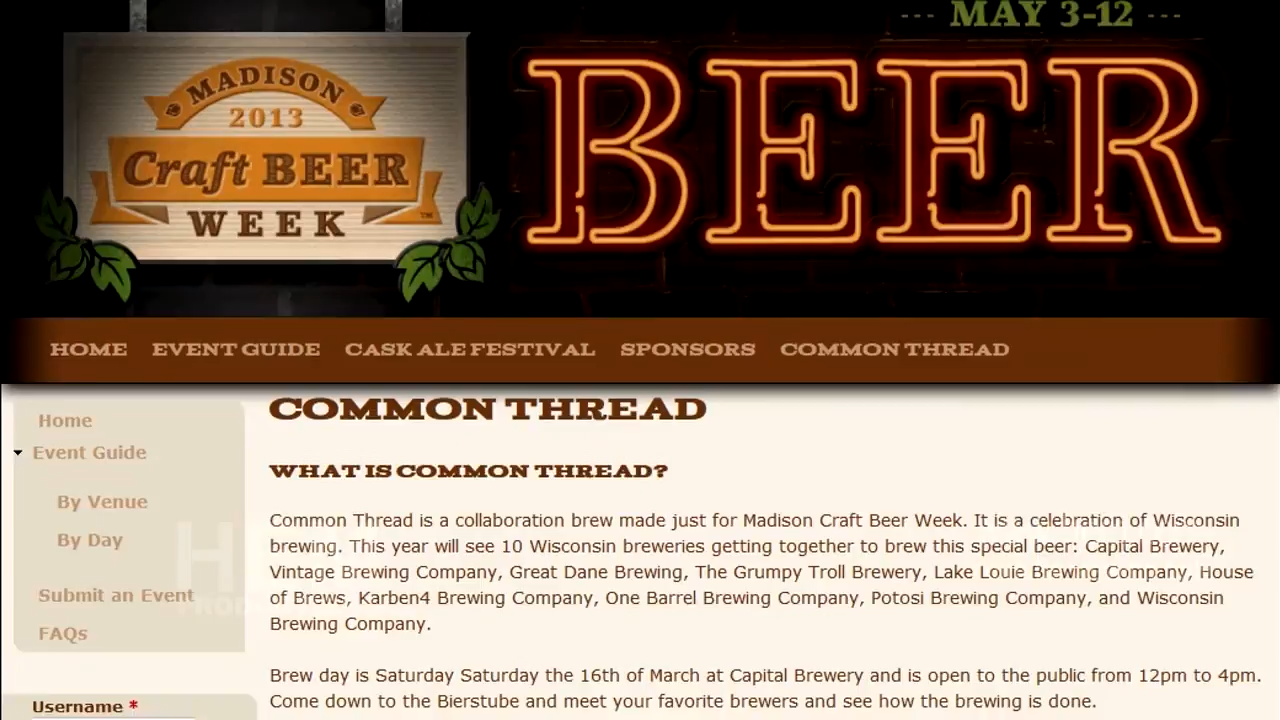 --- MAY 3-12 ---
MADISON
2013
Craft BEER
WEEK
TM
BEER
HOME EVENT GUIDE CASK ALE FESTIVAL SPONSORS COMMON THREAD
Home
Event Guide
By Venue
By Day
Submit an Event
FAQs
Username *
COMMON THREAD
WHAT IS COMMON THREAD?
Common Thread is a collaboration brew made just for Madison Craft Beer Week. It is a celebration of Wisconsin
brewing. This year will see 10 Wisconsin breweries getting together to brew this special beer: Capital Brewery,
Vintage Brewing Company, Great Dane Brewing, The Grumpy Troll Brewery, Lake Louie Brewing Company, House
of Brews, Karben4 Brewing Company, One Barrel Brewing Company, Potosi Brewing Company, and Wisconsin
Brewing Company.
Brew day is Saturday Saturday the 16th of March at Capital Brewery and is open to the public from 12pm to 4pm.
Come down to the Bierstube and meet your favorite brewers and see how the brewing is done.